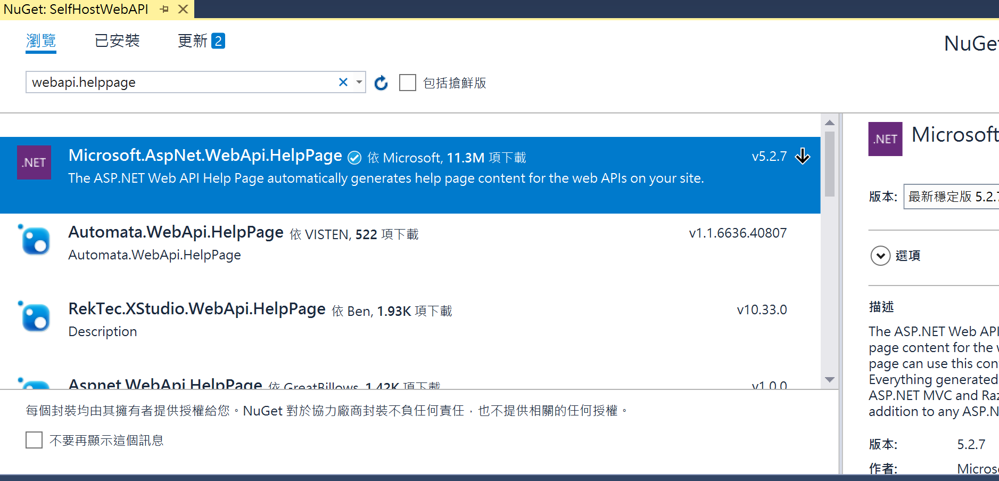 NuGet: SelfHostWebAPI
瀏覽 已安裝 更新 2
NuGet
webapi.helppage
包括搶鮮版
.NET
Microsoft.AspNet.WebApi.HelpPage 依 Microsoft, 11.3M 項下載 v5.2.7
The ASP.NET Web API Help Page automatically generates help page content for the web APIs on your site.
Automata.WebApi.HelpPage 依 VISTEN, 522 項下載 v1.1.6636.40807
Automata.WebApi.HelpPage
RekTec.XStudio.WebApi.HelpPage 依 Ben, 1.93K 項下載 v10.33.0
Description
Aspnet.WebApi.HelpPage 依 GreatBillows, 1.42K 項下載 v1.0.0
每個封裝均由其擁有者提供授權給您。NuGet 對於協力廠商封裝不負任何責任，也不提供相關的任何授權。
不要再顯示這個訊息
.NET Microsoft
版本: 最新穩定版 5.2.7
選項
描述
The ASP.NET Web API
page content for the
page can use this
Everything generated
ASP.NET MVC and
addition to any
版本: 5.2.7
作者: